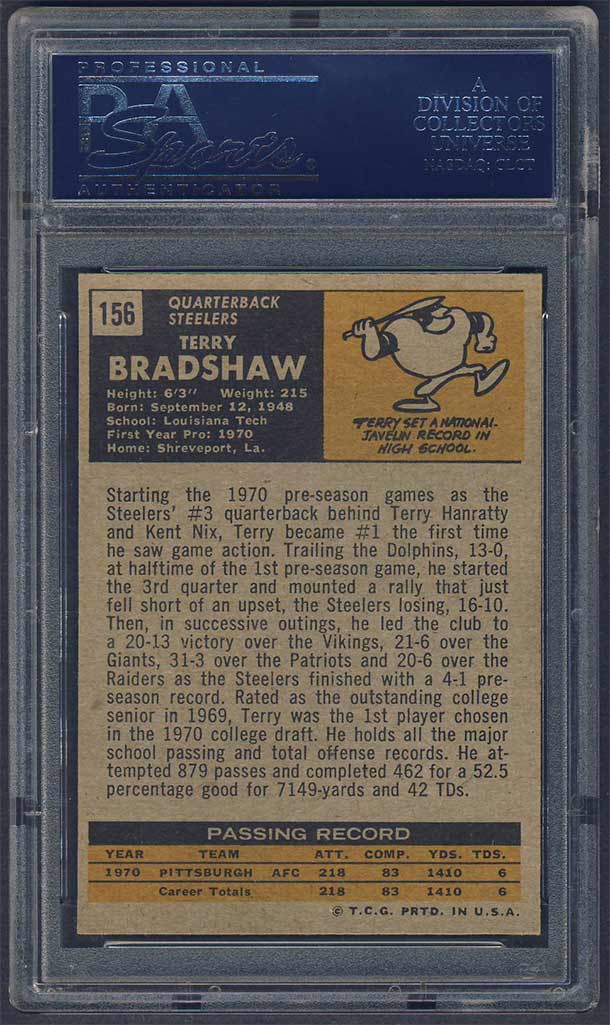 PROFESSIONAL
PSA
Sports.
AUTHENTICATOR
A
DIVISION OF
COLLECTORS
UNIVERSE
NASDAQ: CLCT
156
QUARTERBACK
STEELERS
TERRY
BRADSHAW
Height: 6'3" Weight: 215
Born: September 12, 1948
School: Louisiana Tech
First Year Pro: 1970
Home: Shreveport, La.
TERRY SET A NATIONAL
JAVELIN RECORD IN
HIGH SCHOOL.
Starting the 1970 pre-season games as the
Steelers' #3 quarterback behind Terry Hanratty
and Kent Nix, Terry became #1 the first time
he saw game action. Trailing the Dolphins, 13-0,
at halftime of the 1st pre-season game, he started
the 3rd quarter and mounted a rally that just
fell short of an upset, the Steelers losing, 16-10.
Then, in successive outings, he led the club to
a 20-13 victory over the Vikings, 21-6 over the
Giants, 31-3 over the Patriots and 20-6 over the
Raiders as the Steelers finished with a 4-1 pre-
season record. Rated as the outstanding college
senior in 1969, Terry was the 1st player chosen
in the 1970 college draft. He holds all the major
school passing and total offense records. He at-
tempted 879 passes and completed 462 for a 52.5
percentage good for 7149-yards and 42 TDs.
PASSING RECORD
YEAR TEAM ATT. COMP. YDS. TDS.
1970 PITTSBURGH AFC 218 83 1410 6
Career Totals 218 83 1410 6
© T.C.G. PRTD. IN U.S.A.